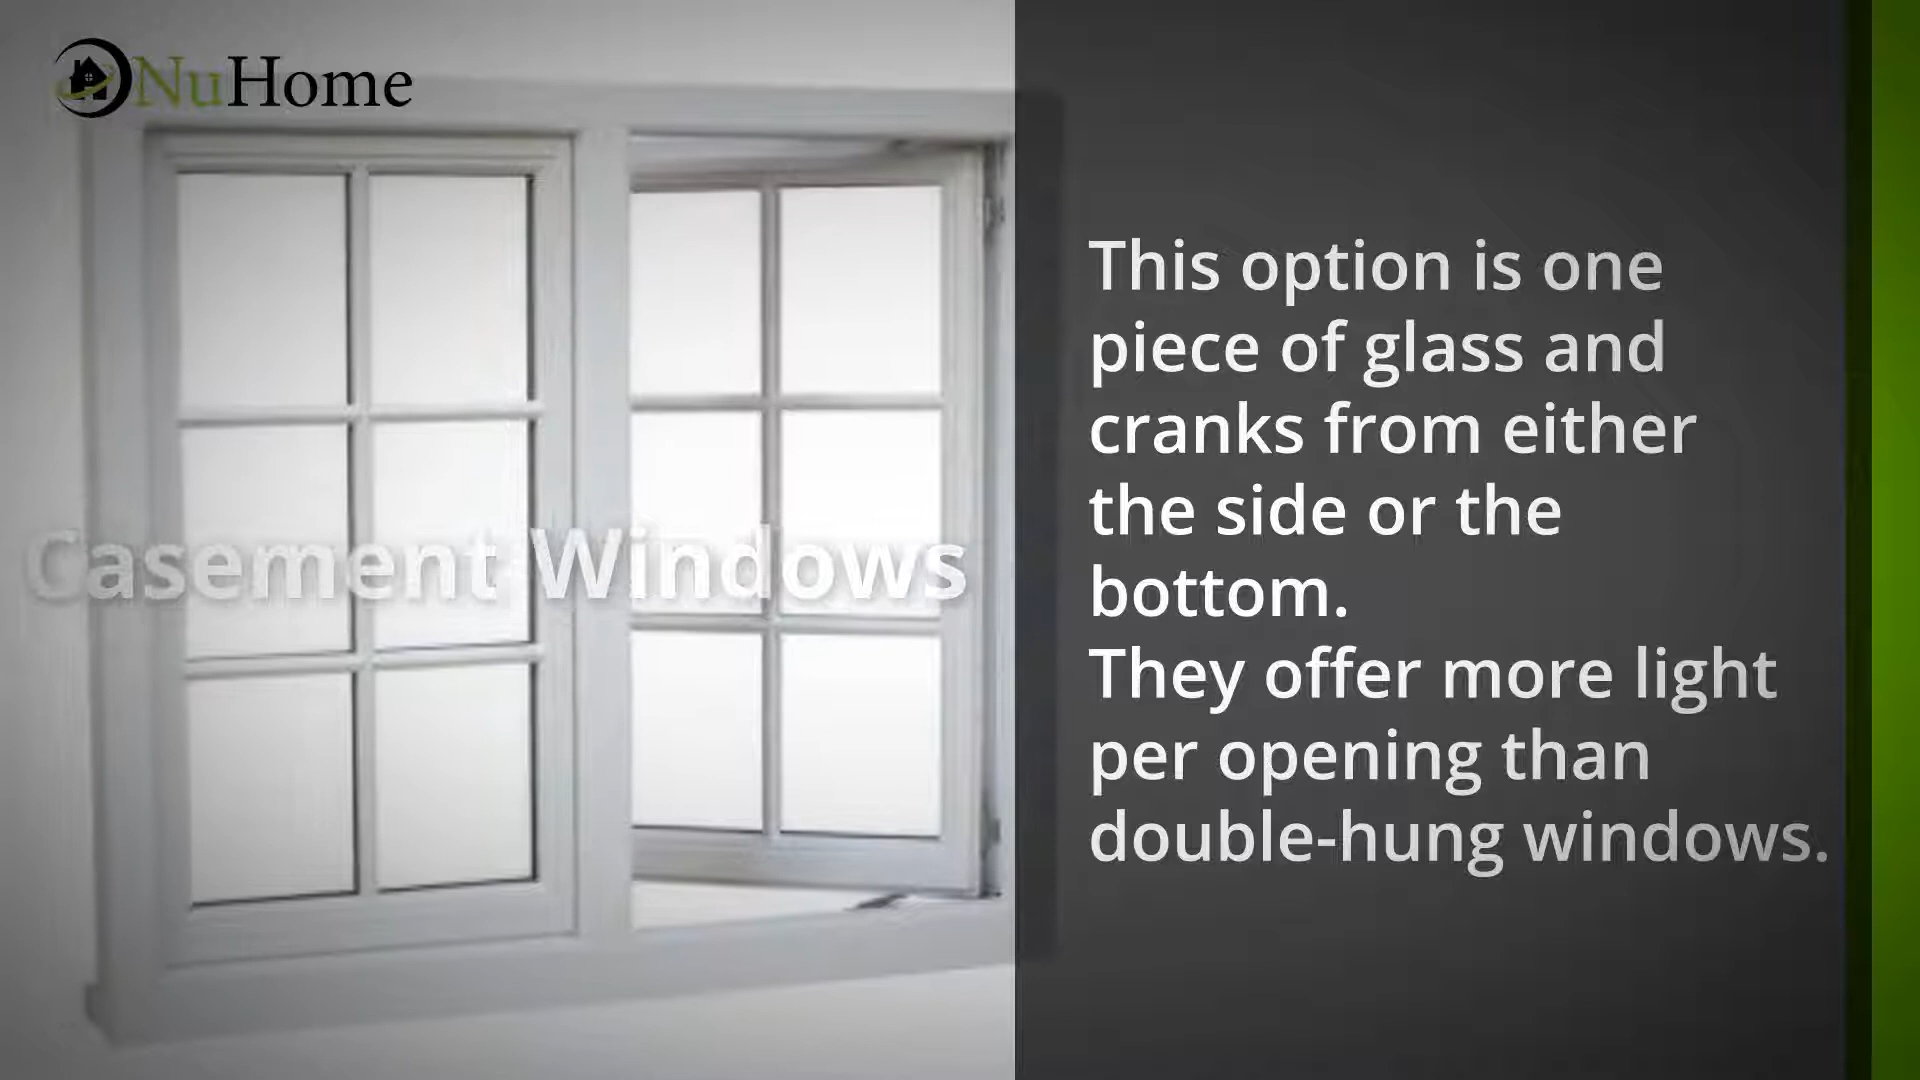 NuHome
Casement Windows
This option is one
piece of glass and
cranks from either
the side or the
bottom.
They offer more light
per opening than
double-hung windows.